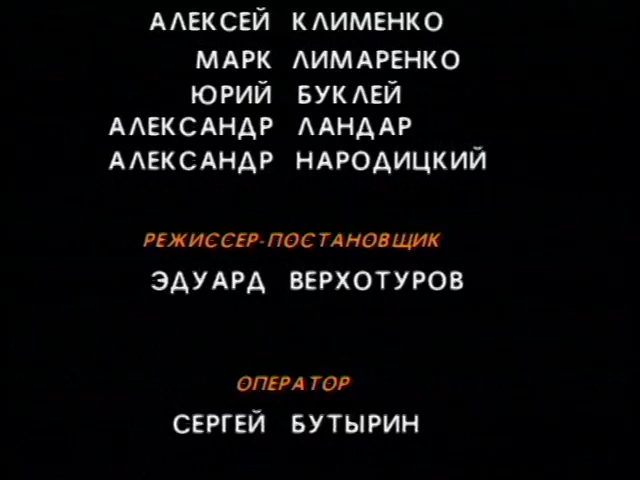 АЛЕКСЕЙ КЛИМЕНКО
МАРК ЛИМАРЕНКО
ЮРИЙ БУКЛЕЙ
АЛЕКСАНДР ЛАНДАР
АЛЕКСАНДР НАРОДИЦКИЙ
РЕЖИССЕР-ПОСТАНОВЩИК
ЭДУАРД ВЕРХОТУРОВ
ОПЕРАТОР
СЕРГЕЙ БУТЫРИН